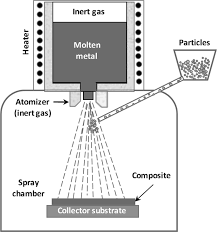 Inert gas
Heater
Molten
metal
Particles
Atomizer
(inert gas)
Spray
chamber
Composite
Collector substrate